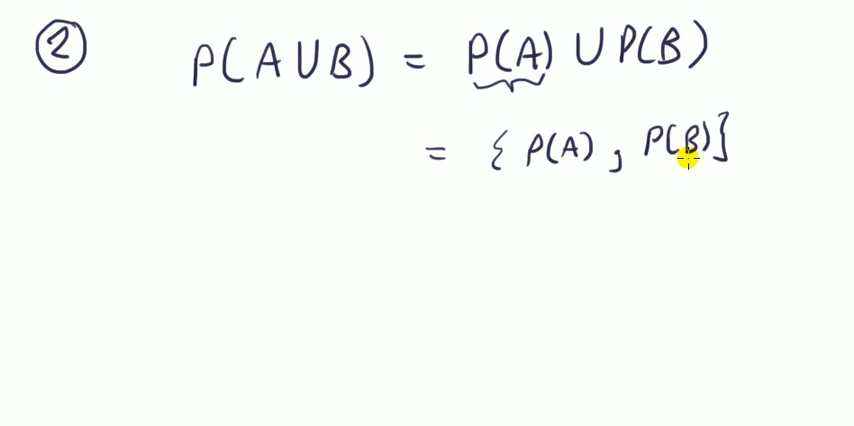 ② P(A∪B) = P(A) ∪ P(B)
= { P(A) , P(B)}